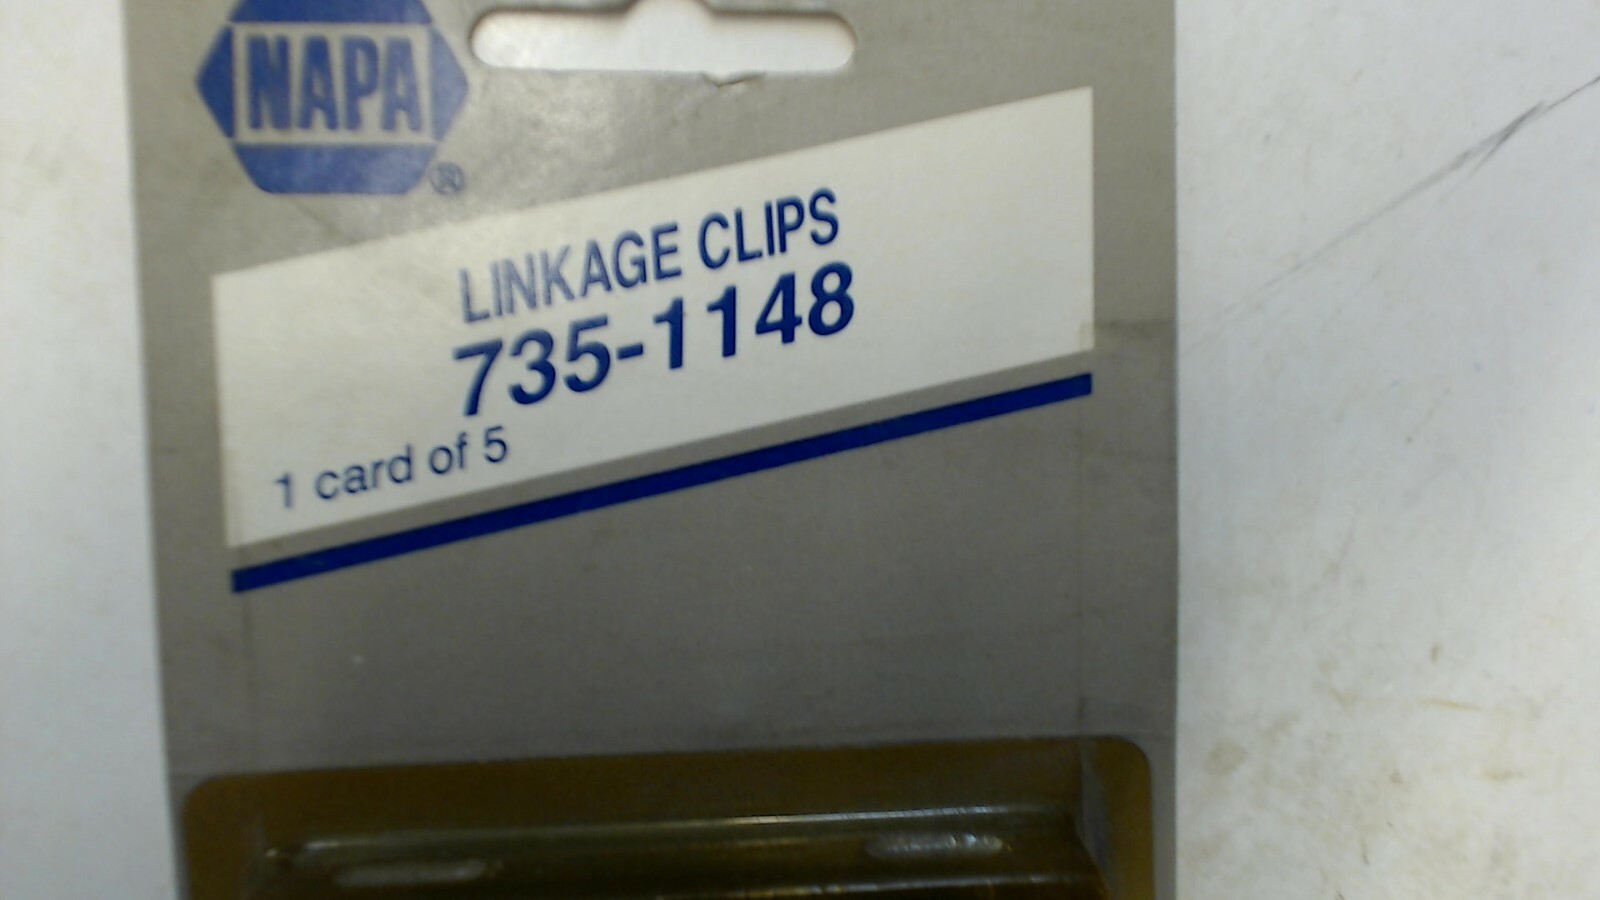 NAPA
®
LINKAGE CLIPS
735-1148
1 card of 5